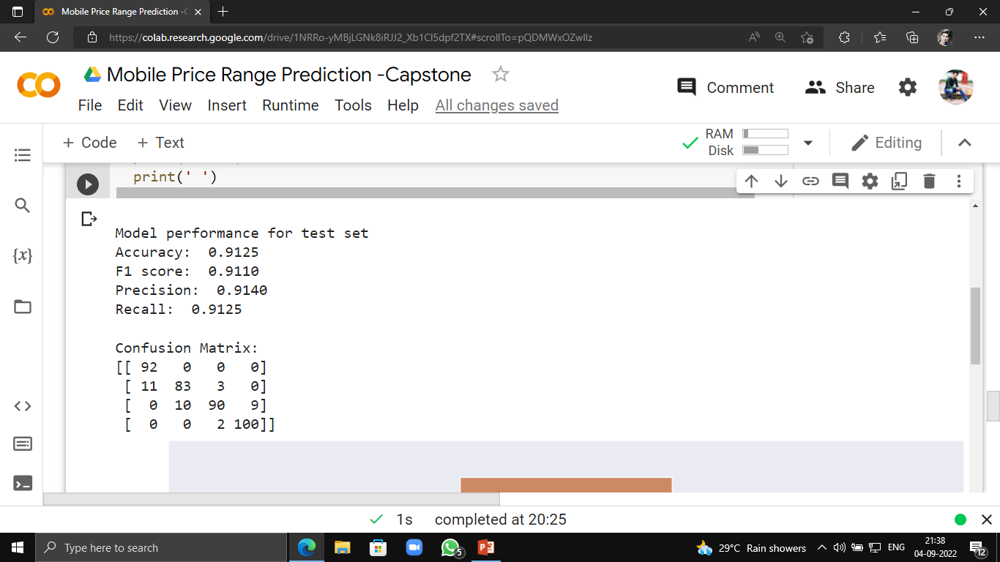 Mobile Price Range Prediction -C
https://colab.research.google.com/drive/1NRRo-yMBjLGNk8iRJJ2_Xb1Cl5dpf2TX#scrollTo=pQDMWxOZwlIz
Mobile Price Range Prediction -Capstone
Comment
Share
File Edit View Insert Runtime Tools Help All changes saved
+ Code + Text
RAM
Disk
Editing
print(' ')
{x}
Model performance for test set
Accuracy:  0.9125
F1 score:  0.9110
Precision:  0.9140
Recall:  0.9125
Confusion Matrix:
[[ 92   0   0   0]
 [ 11  83   3   0]
 [  0  10  90   9]
 [  0   0   2 100]]
1s completed at 20:25
Type here to search
5
29°C Rain showers
ENG
21:38
04-09-2022
12